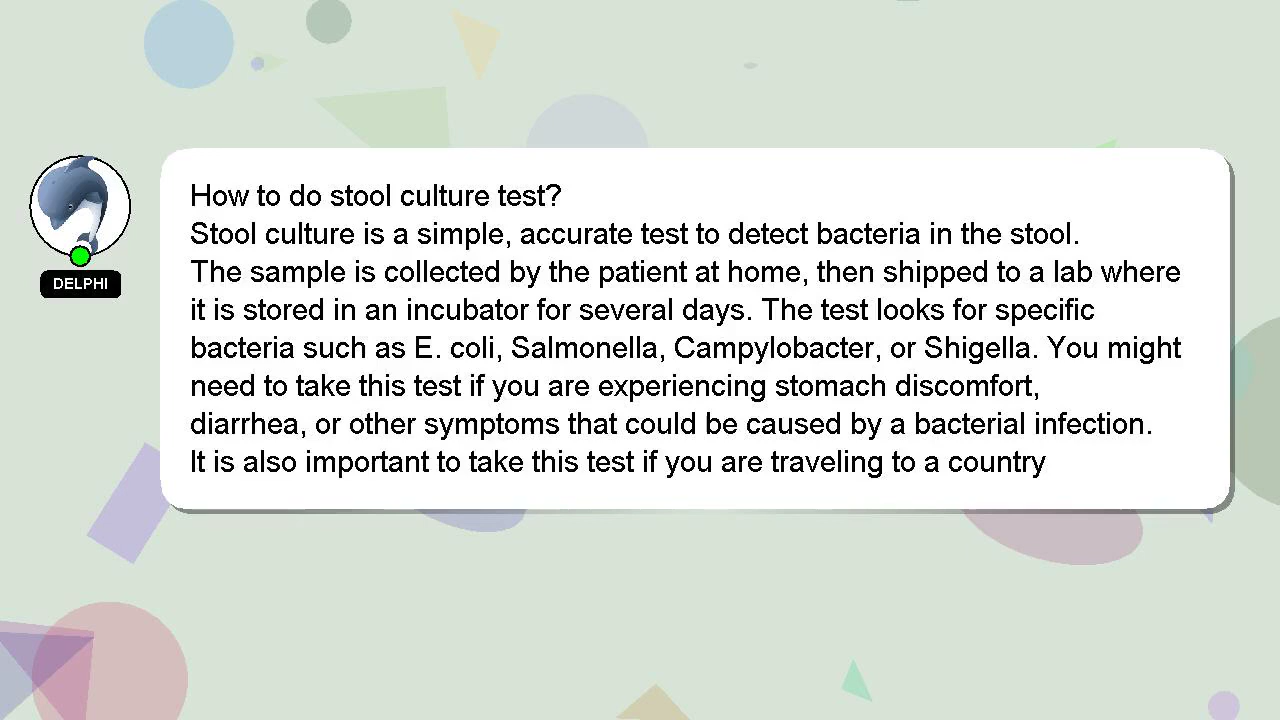 How to do stool culture test?
Stool culture is a simple, accurate test to detect bacteria in the stool.
The sample is collected by the patient at home, then shipped to a lab where
it is stored in an incubator for several days. The test looks for specific
bacteria such as E. coli, Salmonella, Campylobacter, or Shigella. You might
need to take this test if you are experiencing stomach discomfort,
diarrhea, or other symptoms that could be caused by a bacterial infection.
It is also important to take this test if you are traveling to a country
DELPHI